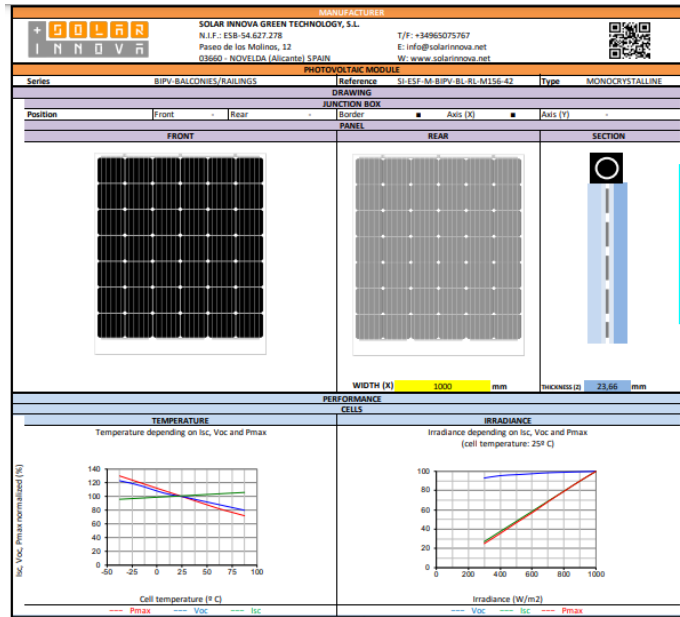 MANUFACTURER
+ SOLAR
INNOVA
SOLAR INNOVA GREEN TECHNOLOGY, S.L.
N.I.F.: ESB-54.627.278 T/F: +34965075767
Paseo de los Molinos, 12 E: info@solarinnova.net
03660 - NOVELDA (Alicante) SPAIN W: www.solarinnova.net
PHOTOVOLTAIC MODULE
Series BIPV-BALCONIES/RAILINGS Reference SI-ESF-M-BIPV-BL-RL-M156-42 Type MONOCRYSTALLINE
DRAWING
JUNCTION BOX
Position Front - Rear - Border ■ Axis (X) ■ Axis (Y) -
PANEL
FRONT REAR SECTION
WIDTH (X) 1000 mm THICKNESS (Z) 23,66 mm
PERFORMANCE
CELLS
TEMPERATURE IRRADIANCE
Temperature depending on Isc, Voc and Pmax
Irradiance depending on Isc, Voc and Pmax
(cell temperature: 25º C)
Isc, Voc, Pmax normalized (%)
140
120
100
80
60
40
20
0
-50 -25 0 25 50 75 100
Cell temperature (º C)
--- Pmax --- Voc --- Isc
100
80
60
40
20
0
0 200 400 600 800 1000
Irradiance (W/m2)
--- Voc --- Isc --- Pmax